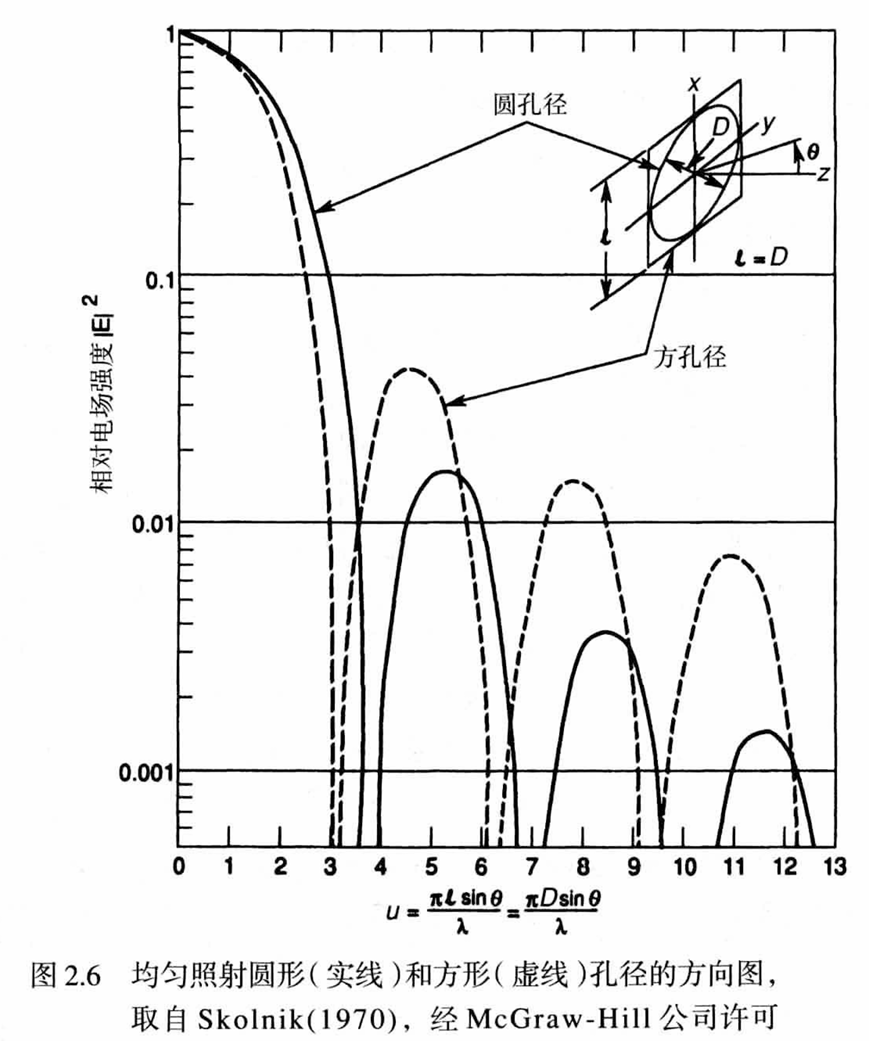 1
0.1
0.01
0.001
相对电场强度|E|²
圆孔径
方孔径
x
y
D
θ
z
ℓ
ℓ=D
0 1 2 3 4 5 6 7 8 9 10 11 12 13
u = πℓ sinθ/λ = πD sinθ/λ
图 2.6 均匀照射圆形(实线)和方形(虚线)孔径的方向图,
取自 Skolnik(1970), 经 McGraw-Hill 公司许可